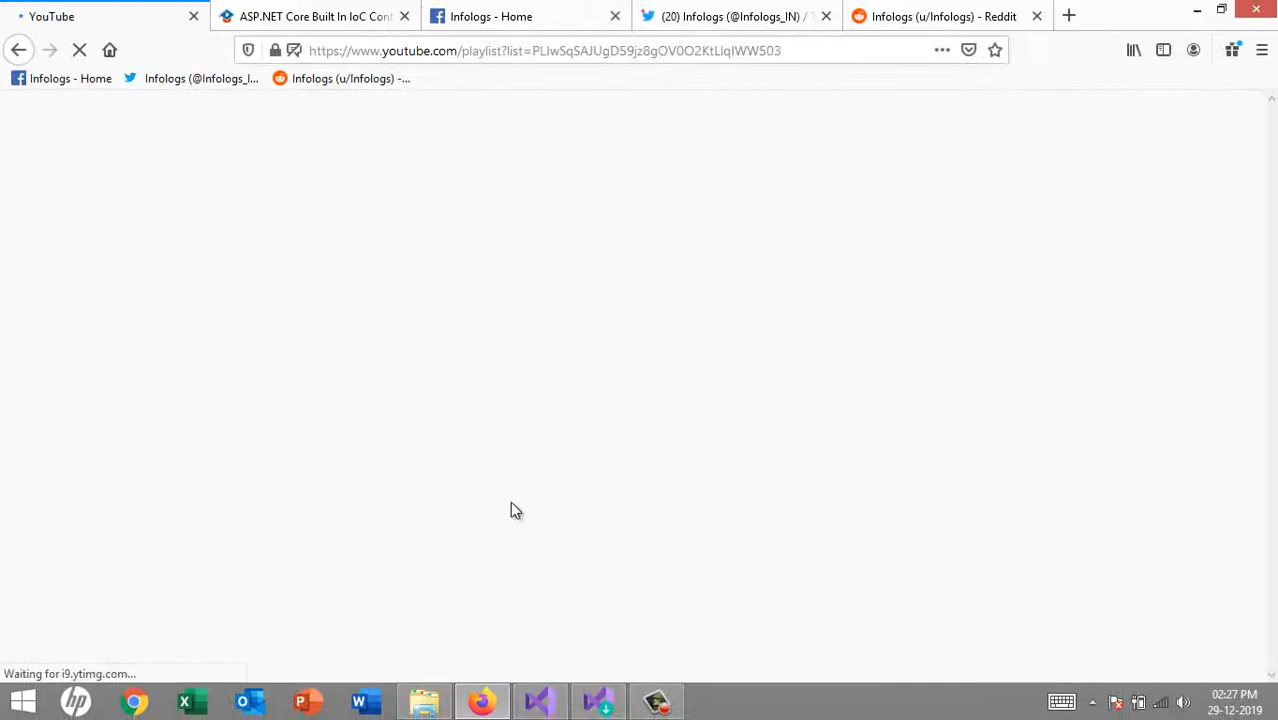 YouTube
ASP.NET Core Built In IoC Cont
Infologs - Home
(20) Infologs (@Infologs_IN) / T
Infologs (u/Infologs) - Reddit
https://www.youtube.com/playlist?list=PLIwSqSAJUgD59jz8gOV0O2KtLlqIWW503
Infologs - Home
Infologs (@Infologs_I...
Infologs (u/Infologs) -...
Waiting for i9.ytimg.com...
02:27 PM
29-12-2019